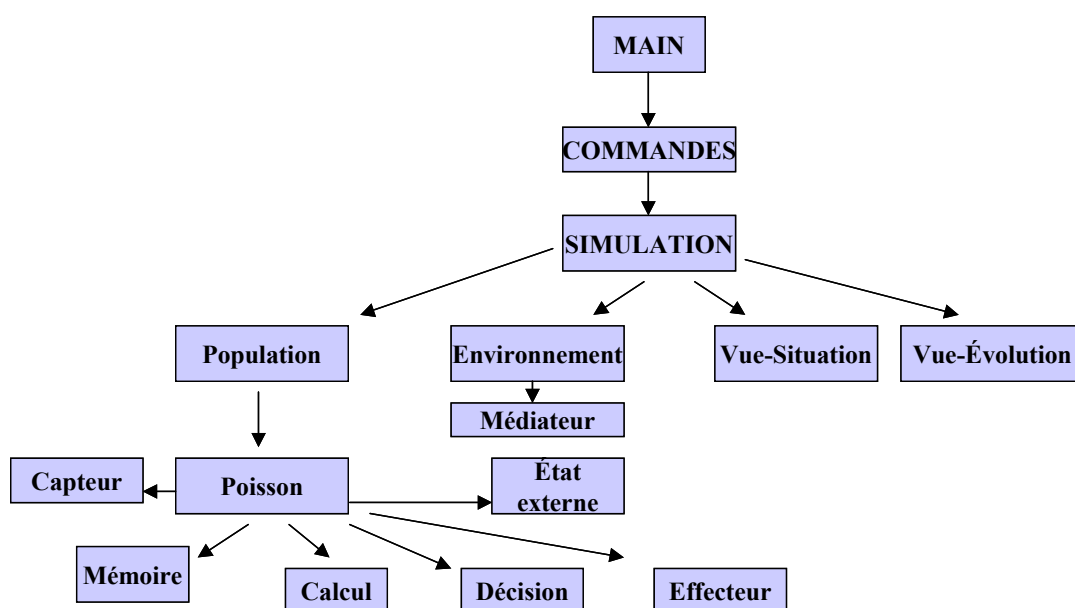 MAIN
COMMANDES
SIMULATION
Population
Environnement
Vue-Situation
Vue-Évolution
Médiateur
Capteur
Poisson
État
externe
Mémoire
Calcul
Décision
Effecteur